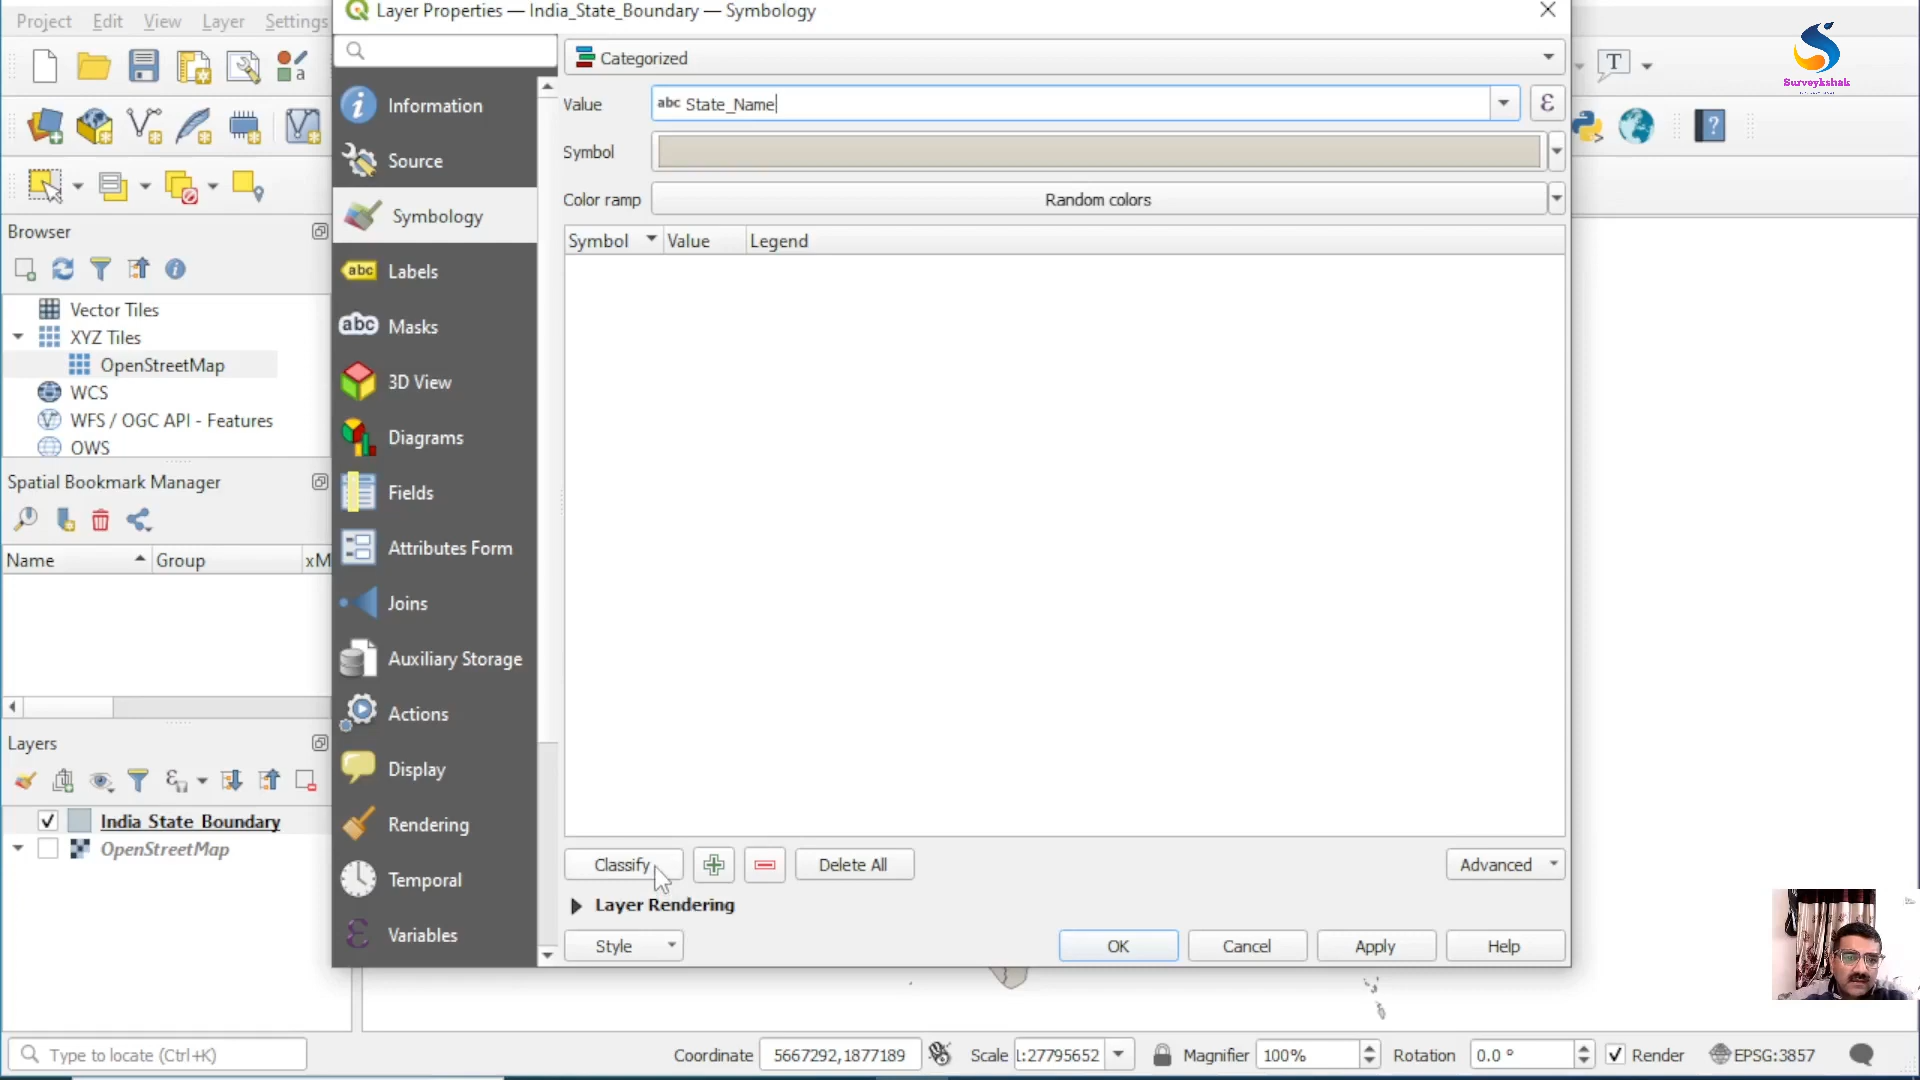 Layer Properties — India_State_Boundary — Symbology
Project Edit View Layer Settings
Surveykshak
Categorized
Value abc State_Name
Symbol
Color ramp Random colors
Symbol Value Legend
Information
Source
Symbology
abc Labels
abc Masks
3D View
Diagrams
Fields
Attributes Form
Joins
Auxiliary Storage
Actions
Display
Rendering
Temporal
Variables
Browser
Vector Tiles
XYZ Tiles
OpenStreetMap
WCS
WFS / OGC API - Features
OWS
Spatial Bookmark Manager
Name Group xM
Layers
India State Boundary
OpenStreetMap
Classify Delete All Advanced
Layer Rendering
Style OK Cancel Apply Help
Type to locate (Ctrl+K) Coordinate 5667292,1877189 Scale 1:27795652 Magnifier 100% Rotation 0.0 ° Render EPSG:3857